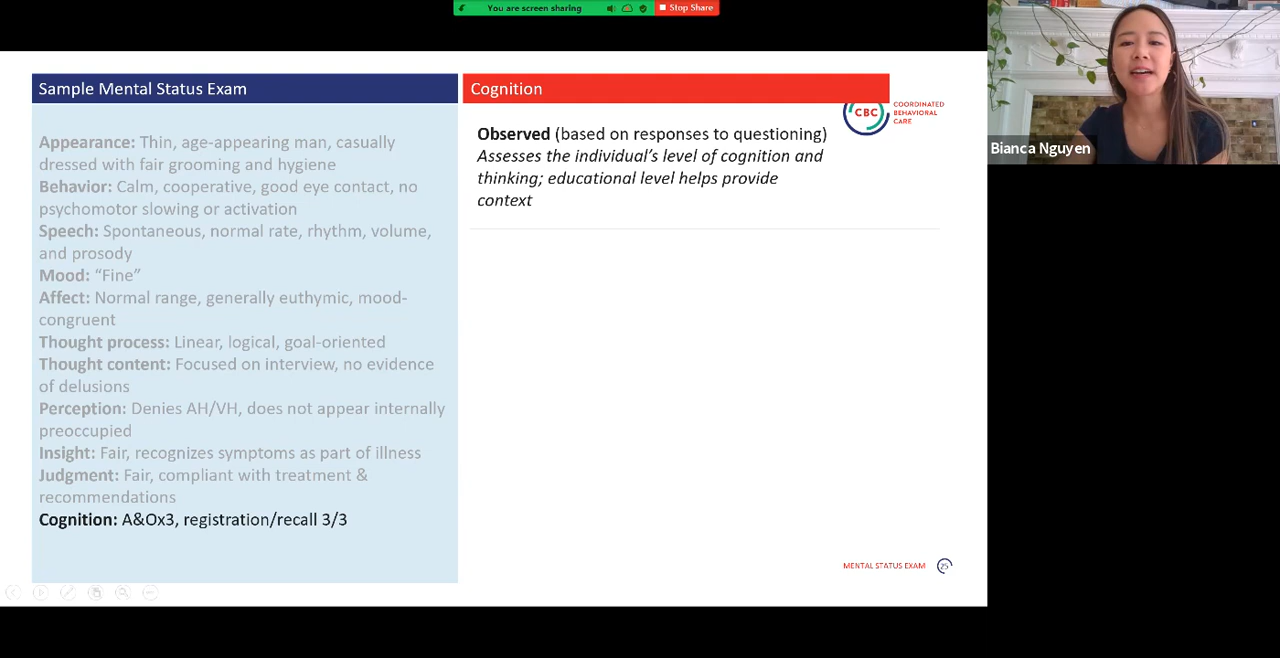 You are screen sharing
Stop Share
Sample Mental Status Exam
Cognition
CBC
COORDINATED
BEHAVIORAL
CARE
Appearance: Thin, age-appearing man, casually
dressed with fair grooming and hygiene
Behavior: Calm, cooperative, good eye contact, no
psychomotor slowing or activation
Speech: Spontaneous, normal rate, rhythm, volume,
and prosody
Mood: “Fine”
Affect: Normal range, generally euthymic, mood-
congruent
Thought process: Linear, logical, goal-oriented
Thought content: Focused on interview, no evidence
of delusions
Perception: Denies AH/VH, does not appear internally
preoccupied
Insight: Fair, recognizes symptoms as part of illness
Judgment: Fair, compliant with treatment &
recommendations
Cognition: A&Ox3, registration/recall 3/3
Observed (based on responses to questioning)
Assesses the individual’s level of cognition and
thinking; educational level helps provide
context
MENTAL STATUS EXAM
25
Bianca Nguyen